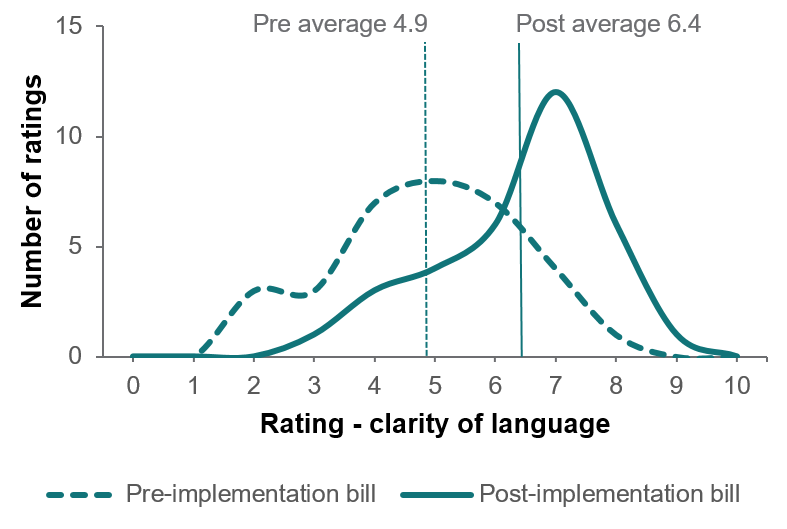 Pre average 4.9
Post average 6.4
15
10
5
0
Number of ratings
0 1 2 3 4 5 6 7 8 9 10
Rating - clarity of language
Pre-implementation bill
Post-implementation bill